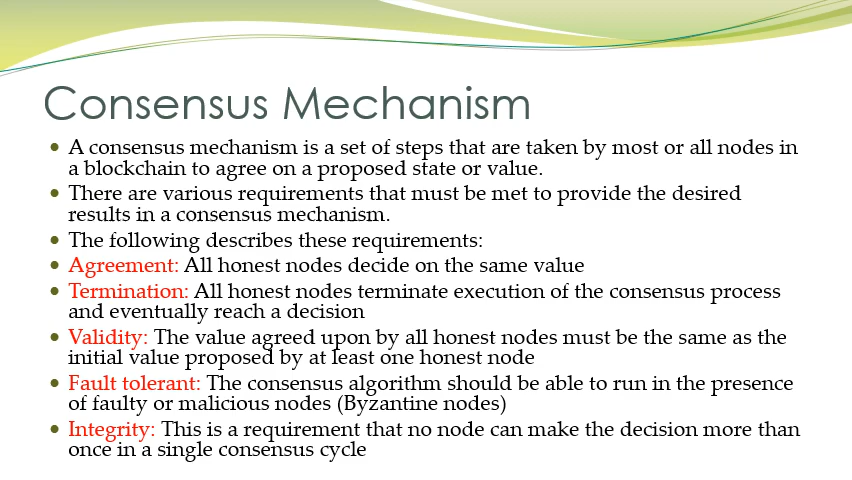 Consensus Mechanism
• A consensus mechanism is a set of steps that are taken by most or all nodes in
a blockchain to agree on a proposed state or value.
• There are various requirements that must be met to provide the desired
results in a consensus mechanism.
• The following describes these requirements:
• Agreement: All honest nodes decide on the same value
• Termination: All honest nodes terminate execution of the consensus process
and eventually reach a decision
• Validity: The value agreed upon by all honest nodes must be the same as the
initial value proposed by at least one honest node
• Fault tolerant: The consensus algorithm should be able to run in the presence
of faulty or malicious nodes (Byzantine nodes)
• Integrity: This is a requirement that no node can make the decision more than
once in a single consensus cycle